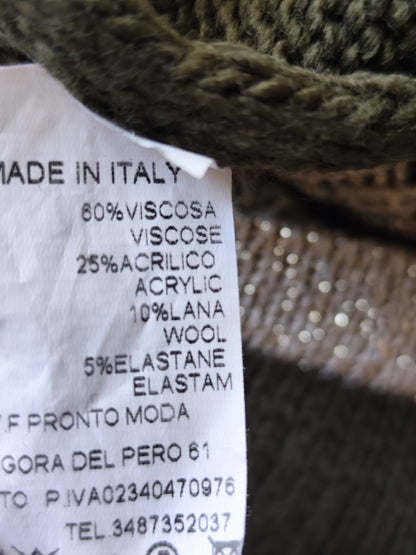 MADE IN ITALY
60%VISCOSA
VISCOSE
25%ACRILICO
ACRYLIC
10%LANA
WOOL
5%ELASTANE
ELASTAM
.F PRONTO MODA
GORA DEL PERO 61
TO P.IVA02340470976
TEL.3487352037